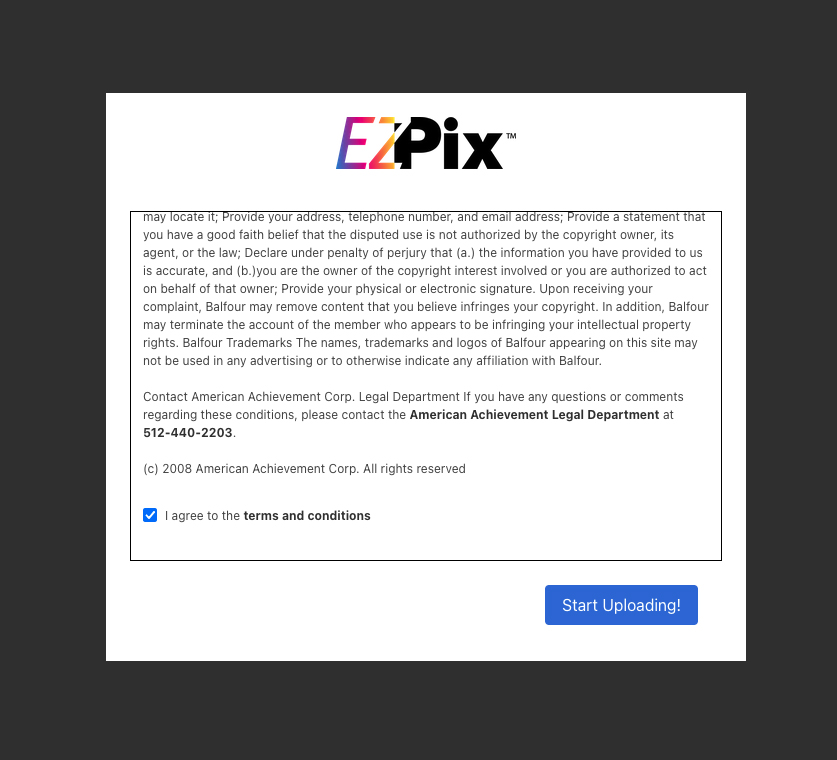 EZPix™
may locate it; Provide your address, telephone number, and email address; Provide a statement that
you have a good faith belief that the disputed use is not authorized by the copyright owner, its
agent, or the law; Declare under penalty of perjury that (a.) the information you have provided to us
is accurate, and (b.)you are the owner of the copyright interest involved or you are authorized to act
on behalf of that owner; Provide your physical or electronic signature. Upon receiving your
complaint, Balfour may remove content that you believe infringes your copyright. In addition, Balfour
may terminate the account of the member who appears to be infringing your intellectual property
rights. Balfour Trademarks The names, trademarks and logos of Balfour appearing on this site may
not be used in any advertising or to otherwise indicate any affiliation with Balfour.
Contact American Achievement Corp. Legal Department If you have any questions or comments
regarding these conditions, please contact the American Achievement Legal Department at
512-440-2203.
(c) 2008 American Achievement Corp. All rights reserved
I agree to the terms and conditions
Start Uploading!